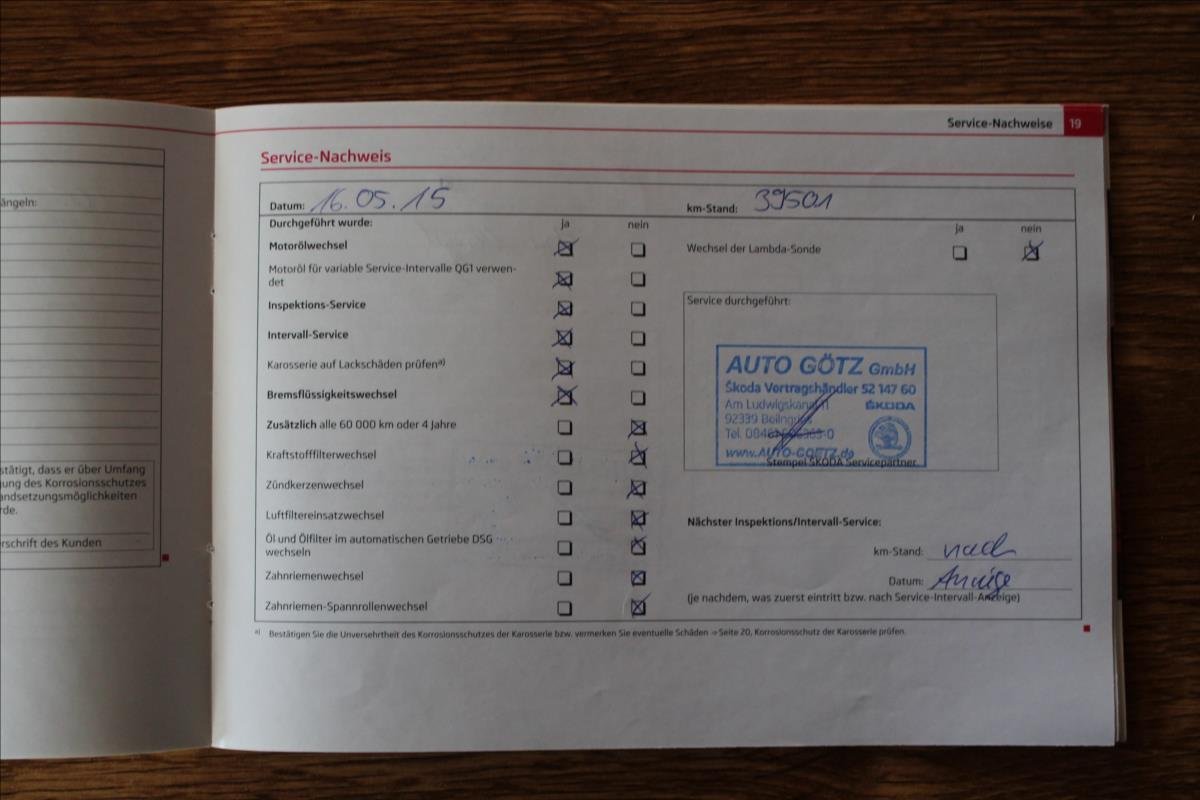 Service-Nachweise 19
Service-Nachweis
Datum: 16.05.15 km-Stand: 39501
Durchgeführt wurde: ja nein ja nein
Motorölwechsel
Wechsel der Lambda-Sonde
Motoröl für variable Service-Intervalle QG1 verwen-
det
Inspektions-Service
Intervall-Service
Karosserie auf Lackschäden prüfen a)
Bremsflüssigkeitswechsel
Zusätzlich alle 60 000 km oder 4 Jahre
Kraftstofffilterwechsel
Zündkerzenwechsel
Luftfiltereinsatzwechsel
Öl und Ölfilter im automatischen Getriebe DSG
wechseln
Zahnriemenwechsel
Zahnriemen-Spannrollenwechsel
Service durchgeführt:
AUTO GÖTZ GmbH
Škoda Vertragshändler 52 147 60
Am Ludwigskanal
ŠKODA
92339 Beilngries
Tel.
www.AUTO-GOETZ.de
Stempel ŠKODA Servicepartner
Nächster Inspektions/Intervall-Service:
km-Stand: nach
Datum: Anzeige
(je nachdem, was zuerst eintritt bzw. nach Service-Intervall-Anzeige)
a) Bestätigen Sie die Unversehrtheit des Korrosionsschutzes der Karosserie bzw. vermerken Sie eventuelle Schäden ⇒ Seite 20, Korrosionsschutz der Karosserie prüfen.
ängeln:
stätigt, dass er über Umfang
ung des Korrosionsschutzes
andsetzungsmöglichkeiten
rde.
rschrift des Kunden